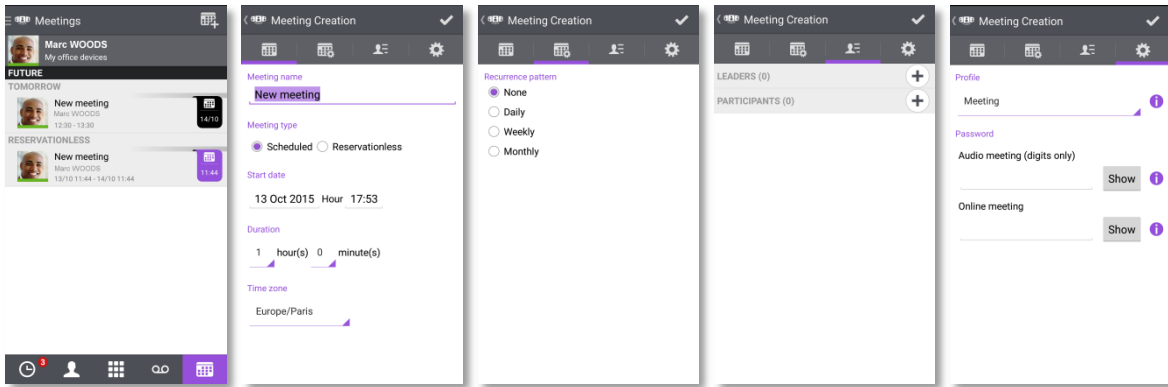 Meetings
Marc WOODS
My office devices
FUTURE
TOMORROW
New meeting
Marc WOODS
12:30 - 13:30
14/10
RESERVATIONLESS
New meeting
Marc WOODS
13/10 11:44 - 14/10 11:44
11:44
3
Meeting Creation
Meeting name
New meeting
Meeting type
Scheduled Reservationless
Start date
13 Oct 2015 Hour 17:53
Duration
1 hour(s) 0 minute(s)
Time zone
Europe/Paris
Meeting Creation
Recurrence pattern
None
Daily
Weekly
Monthly
Meeting Creation
LEADERS (0)
PARTICIPANTS (0)
Meeting Creation
Profile
Meeting
Password
Audio meeting (digits only)
Show
Online meeting
Show